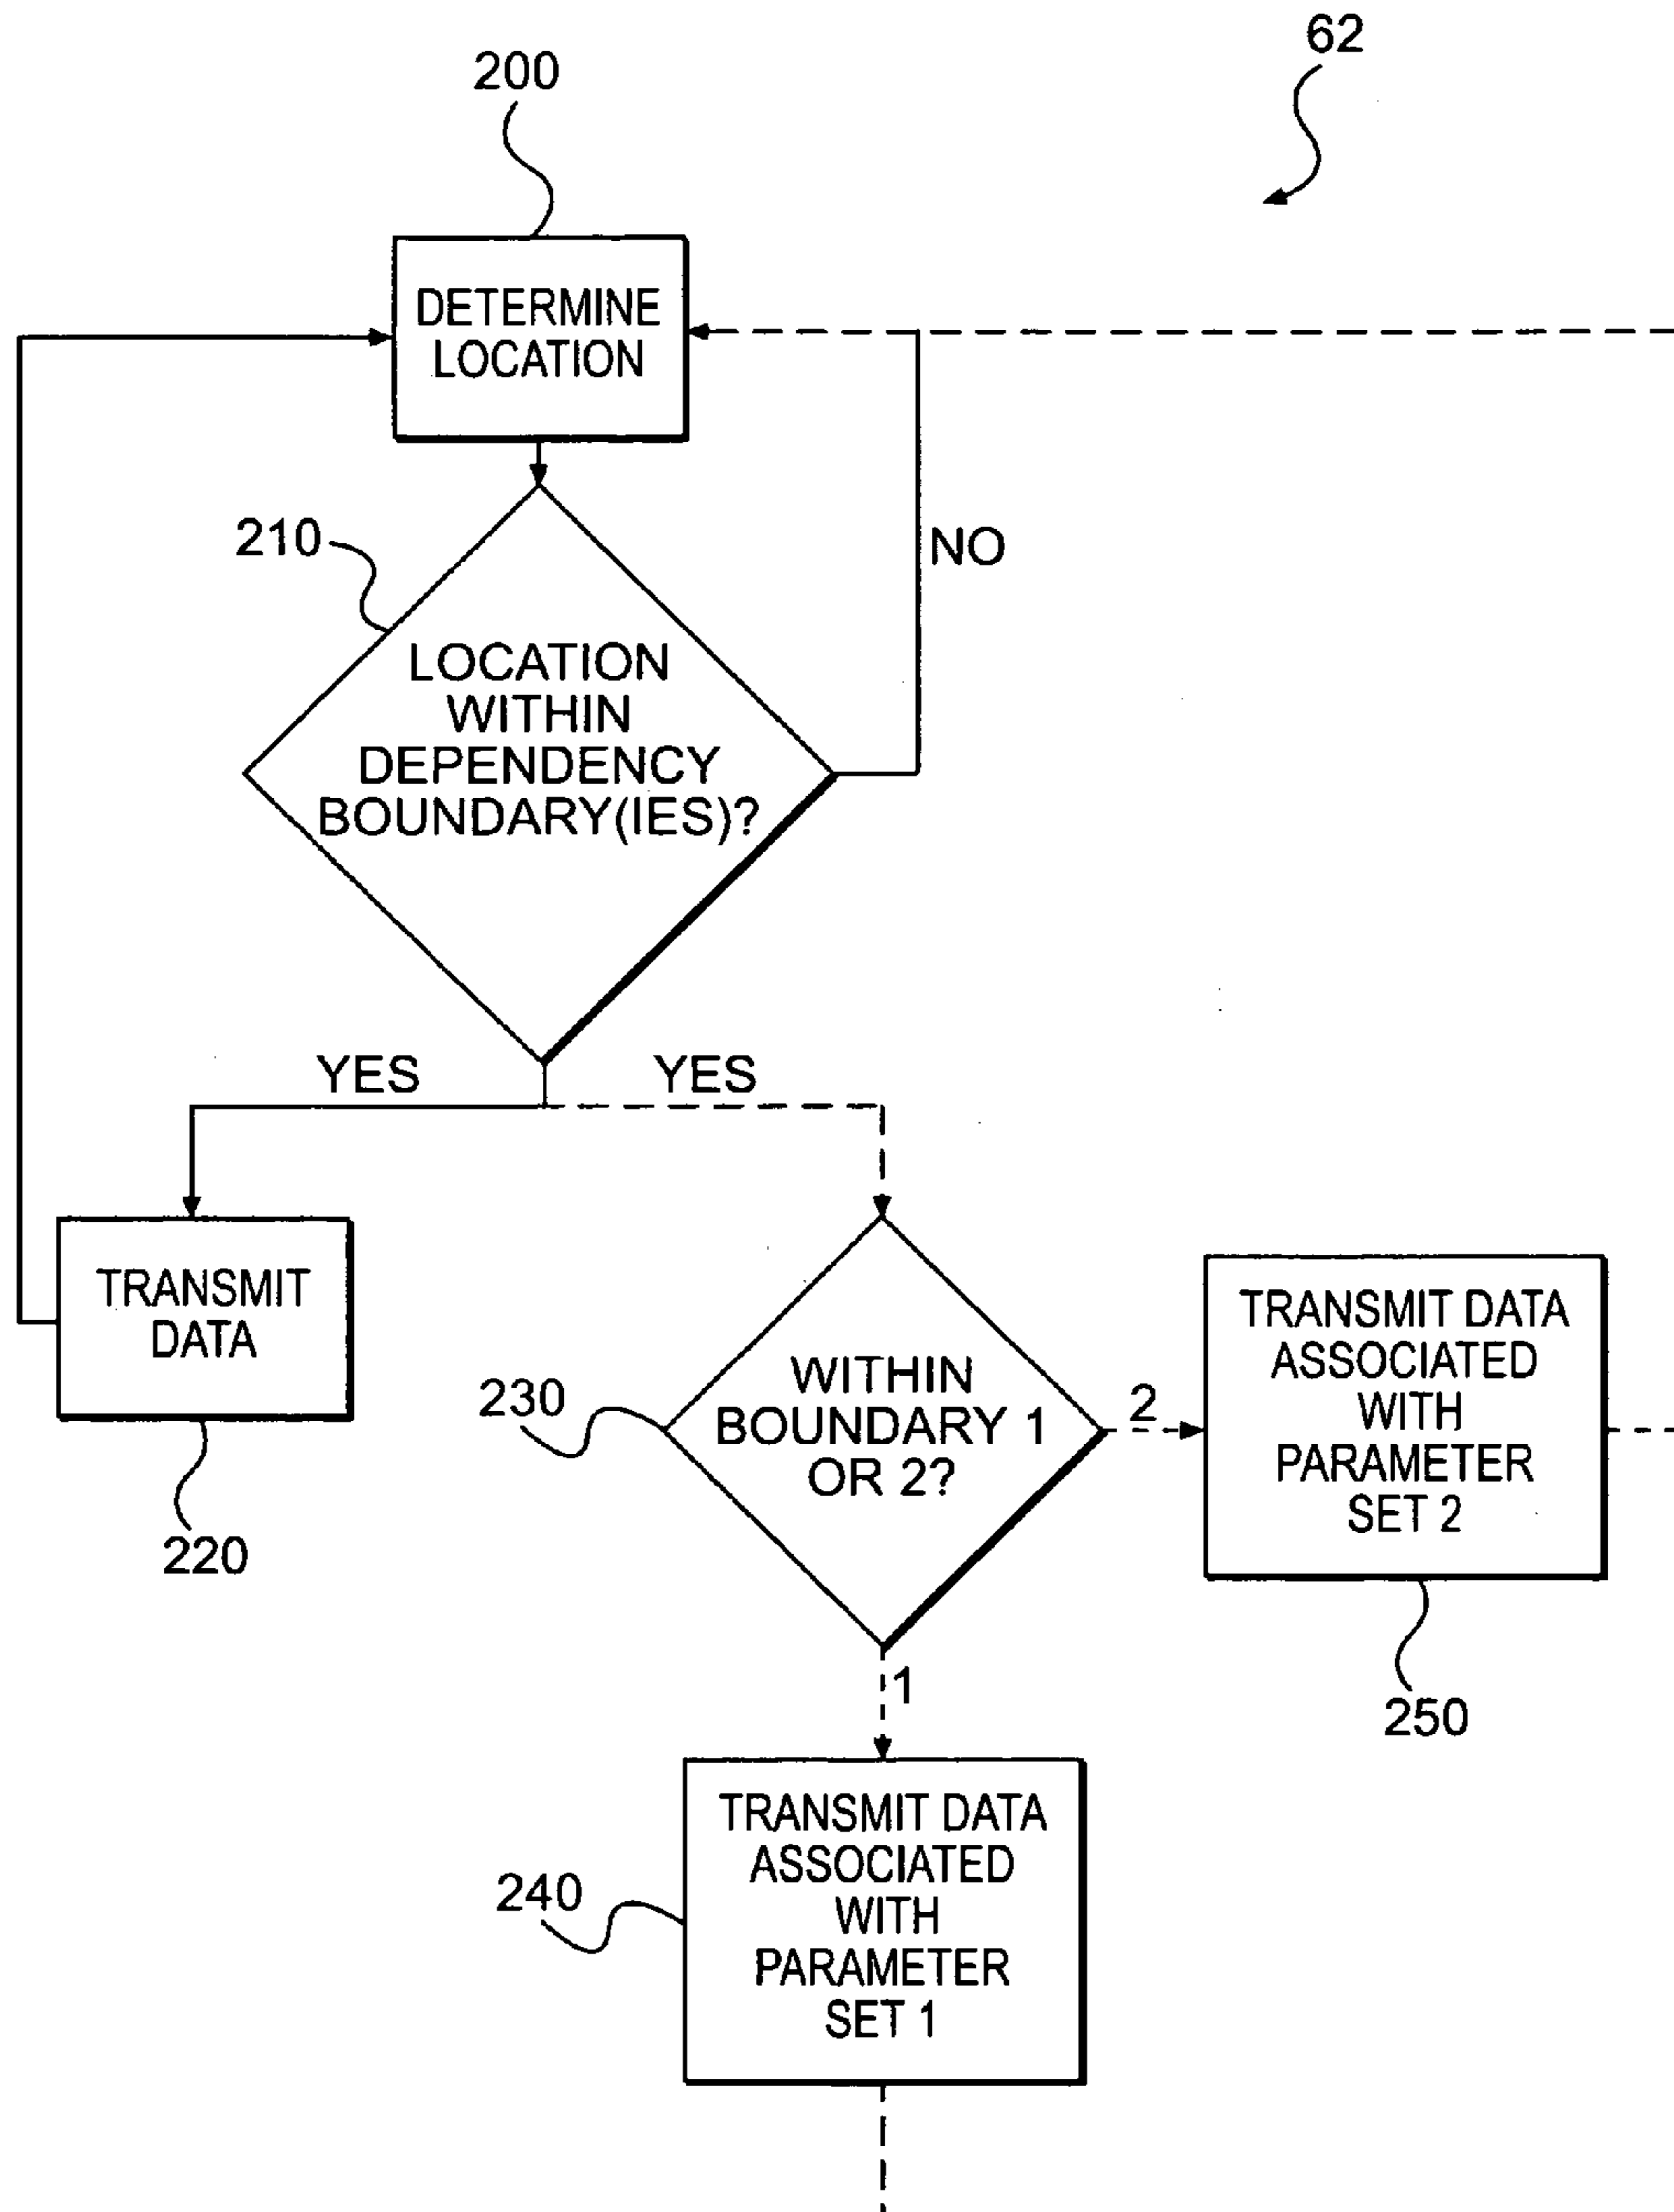 62
200
DETERMINE
LOCATION
210
NO
LOCATION
WITHIN
DEPENDENCY
BOUNDARY(IES)?
YES
YES
TRANSMIT
DATA
220
230
WITHIN
BOUNDARY 1
OR 2?
2
TRANSMIT DATA
ASSOCIATED
WITH
PARAMETER
SET 2
250
1
240
TRANSMIT DATA
ASSOCIATED
WITH
PARAMETER
SET 1